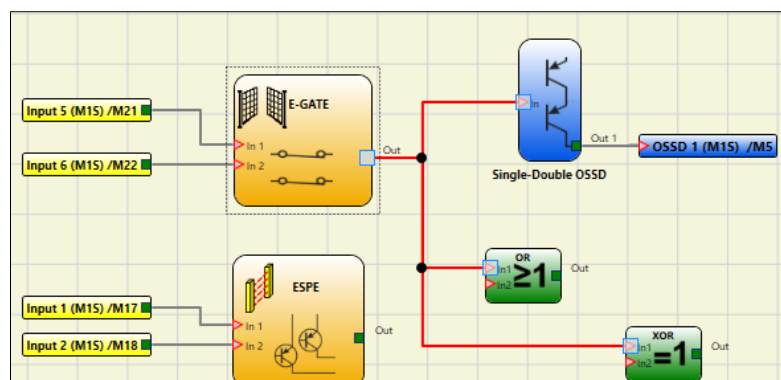 Input 5 (M1S) /M21
Input 6 (M1S) /M22
E-GATE
In 1
In 2
Out
In
Out 1
Single-Double OSSD
OSSD 1 (M1S) /M5
OR
In1
In2
≥1
Out
Input 1 (M1S) /M17
Input 2 (M1S) /M18
ESPE
In 1
In 2
Out
XOR
In1
In2
=1
Out